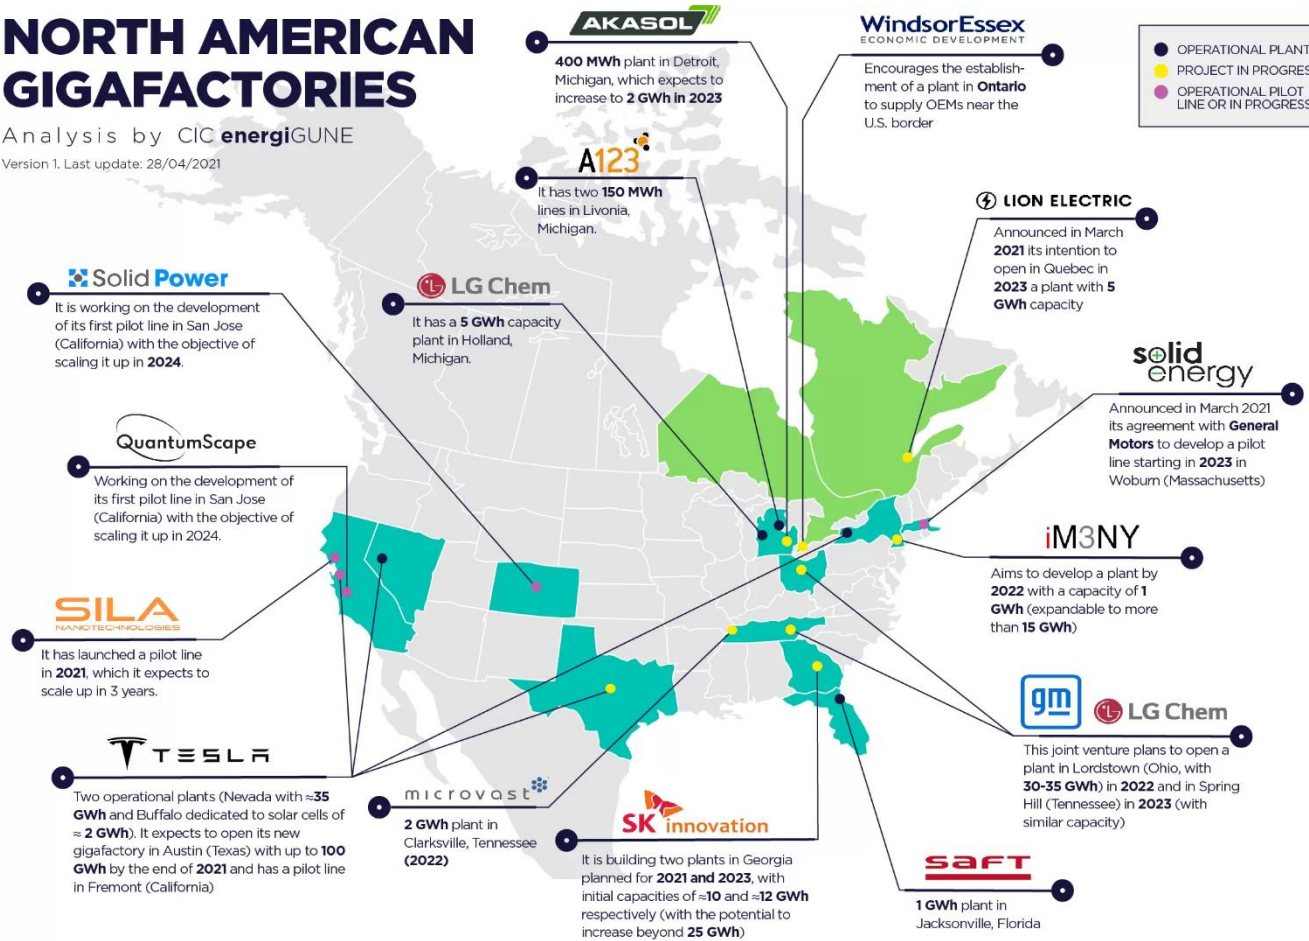 NORTH AMERICAN
GIGAFACTORIES
Analysis by CIC energiGUNE
Version 1. Last update: 28/04/2021
AKASOL
400 MWh plant in Detroit,
Michigan, which expects to
increase to 2 GWh in 2023
WindsorEssex
ECONOMIC DEVELOPMENT
Encourages the establish-
ment of a plant in Ontario
to supply OEMs near the
U.S. border
OPERATIONAL PLANT
PROJECT IN PROGRES
OPERATIONAL PILOT
LINE OR IN PROGRESS
A123
It has two 150 MWh
lines in Livonia,
Michigan.
LION ELECTRIC
Announced in March
2021 its intention to
open in Quebec in
2023 a plant with 5
GWh capacity
Solid Power
It is working on the development
of its first pilot line in San Jose
(California) with the objective of
scaling it up in 2024.
LG Chem
It has a 5 GWh capacity
plant in Holland,
Michigan.
solid
energy
Announced in March 2021
its agreement with General
Motors to develop a pilot
line starting in 2023 in
Woburn (Massachusetts)
QuantumScape
Working on the development of
its first pilot line in San Jose
(California) with the objective of
scaling it up in 2024.
iM3NY
Aims to develop a plant by
2022 with a capacity of 1
GWh (expandable to more
than 15 GWh)
SILA
NANOTECHNOLOGIES
It has launched a pilot line
in 2021, which it expects to
scale up in 3 years.
gm LG Chem
This joint venture plans to open a
plant in Lordstown (Ohio, with
30-35 GWh) in 2022 and in Spring
Hill (Tennessee) in 2023 (with
similar capacity)
TESLA
Two operational plants (Nevada with ≈35
GWh and Buffalo dedicated to solar cells of
≈ 2 GWh). It expects to open its new
gigafactory in Austin (Texas) with up to 100
GWh by the end of 2021 and has a pilot line
in Fremont (California)
microvast
2 GWh plant in
Clarksville, Tennessee
(2022)
SK innovation
It is building two plants in Georgia
planned for 2021 and 2023, with
initial capacities of ≈10 and ≈12 GWh
respectively (with the potential to
increase beyond 25 GWh)
saft
1 GWh plant in
Jacksonville, Florida